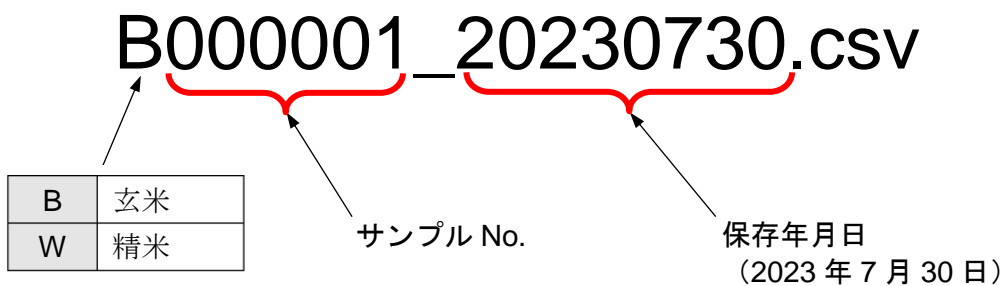 B000001_20230730.csv
B 玄米
W 精米
サンプル No.
保存年月日
（2023 年 7 月 30 日）